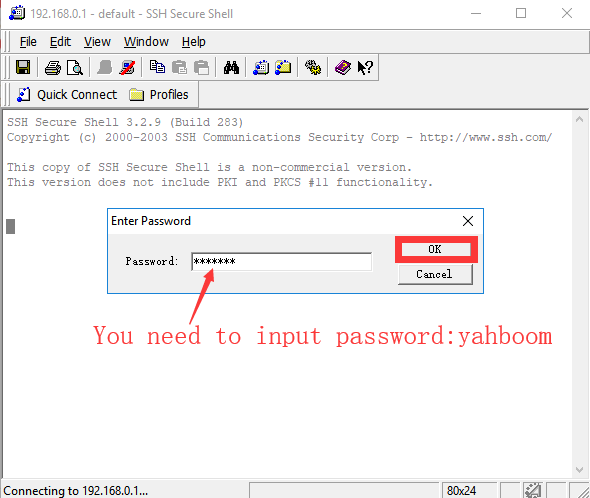 192.168.0.1 - default - SSH Secure Shell
File Edit View Window Help
Quick Connect Profiles
SSH Secure Shell 3.2.9 (Build 283)
Copyright (c) 2000-2003 SSH Communications Security Corp - http://www.ssh.com/
This copy of SSH Secure Shell is a non-commercial version.
This version does not include PKI and PKCS #11 functionality.
Enter Password
Password: *******
OK
Cancel
You need to input password:yahboom
Connecting to 192.168.0.1... 80x24